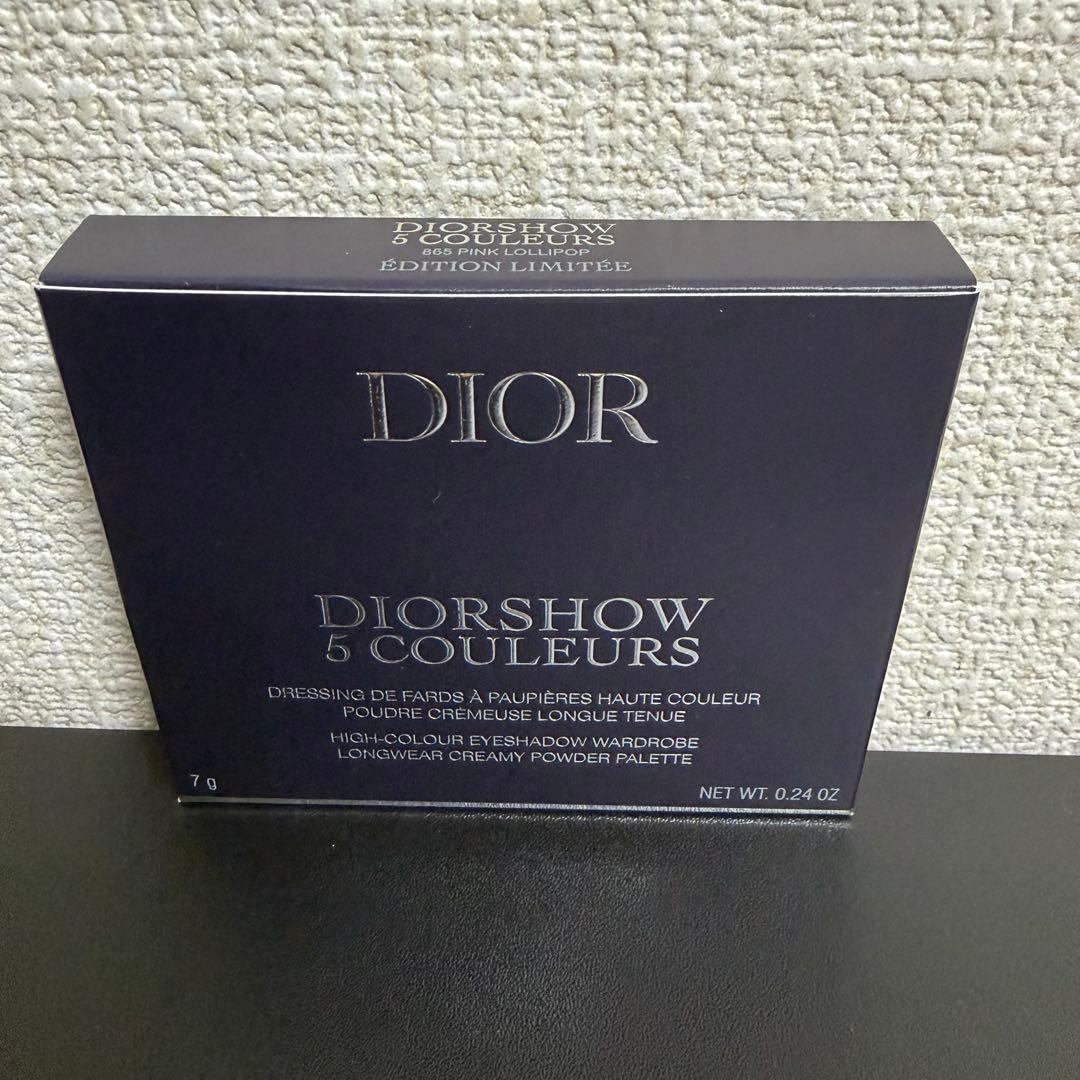 DIORSHOW
5 COULEURS
865 PINK LOLLIPOP
ÉDITION LIMITÉE
DIOR
DIORSHOW
5 COULEURS
DRESSING DE FARDS À PAUPIÈRES HAUTE COULEUR
POUDRE CRÉMEUSE LONGUE TENUE
HIGH-COLOUR EYESHADOW WARDROBE
LONGWEAR CREAMY POWDER PALETTE
7 g
NET WT. 0.24 OZ